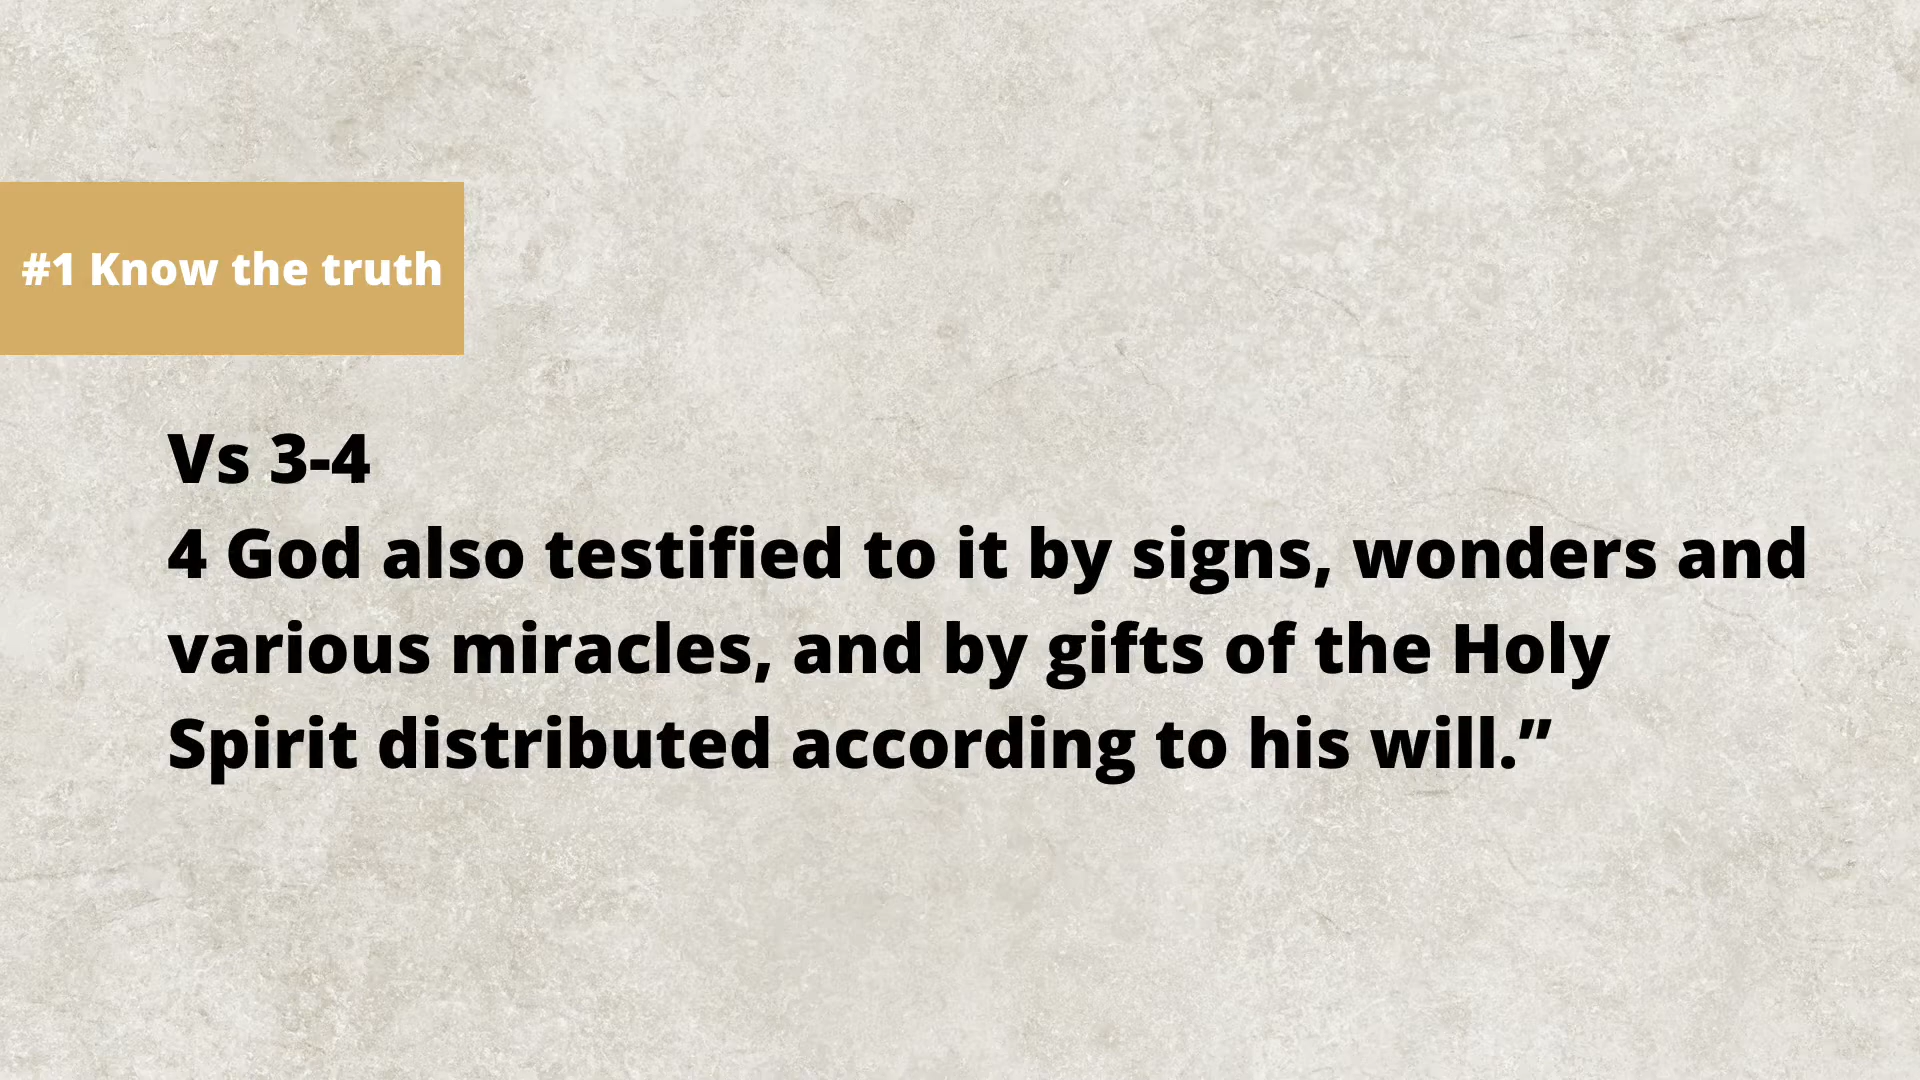 #1 Know the truth
Vs 3-4
4 God also testified to it by signs, wonders and
various miracles, and by gifts of the Holy
Spirit distributed according to his will.”